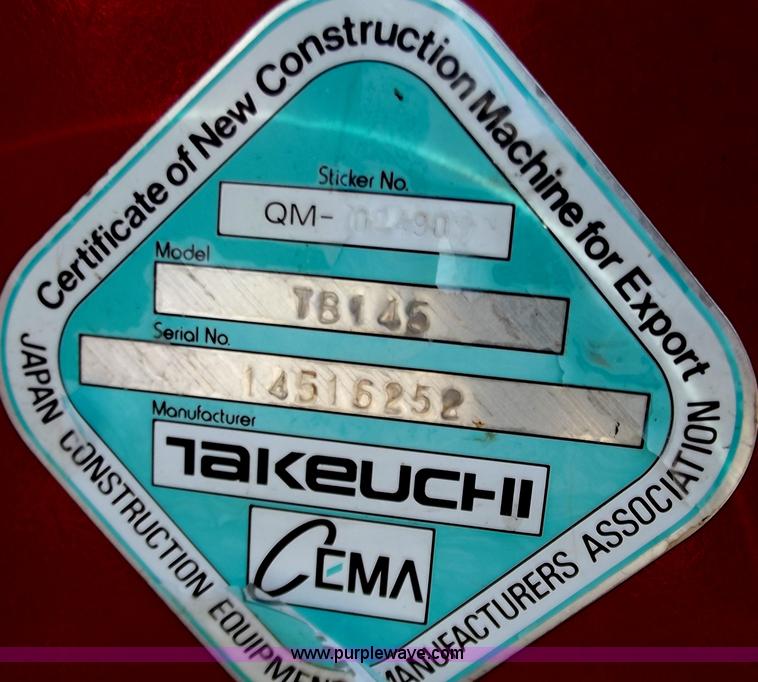 Certificate of New Construction Machine for Export
Sticker No.
QM-
Model
TB145
Serial No.
14516252
Manufacturer
TAKEUCHI
CEMA
JAPAN CONSTRUCTION EQUIPMENT MANUFACTURERS ASSOCIATION
www.purplewave.com